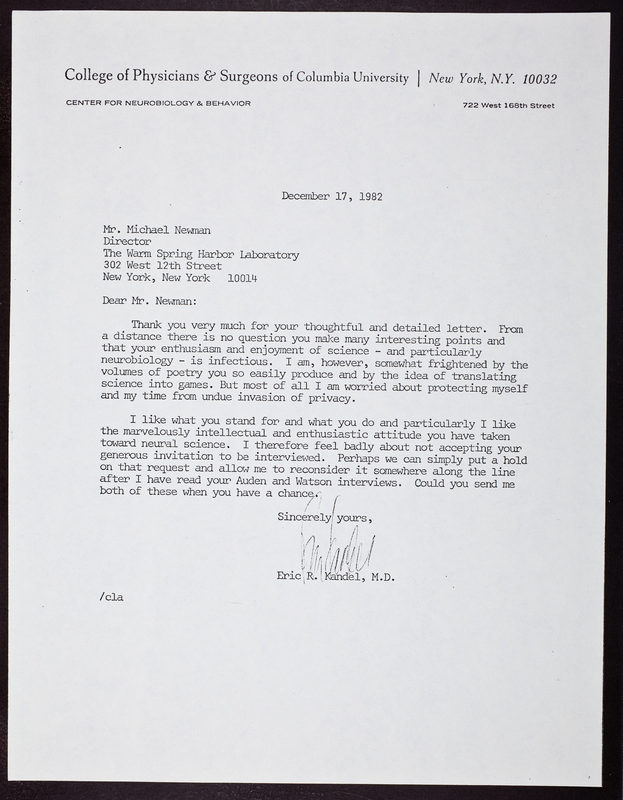 College of Physicians & Surgeons of Columbia University | New York, N.Y. 10032
CENTER FOR NEUROBIOLOGY & BEHAVIOR 722 West 168th Street
December 17, 1982
Mr. Michael Newman
Director
The Warm Spring Harbor Laboratory
302 West 12th Street
New York, New York 10014
Dear Mr. Newman:
Thank you very much for your thoughtful and detailed letter. From
a distance there is no question you make many interesting points and
that your enthusiasm and enjoyment of science - and particularly
neurobiology - is infectious. I am, however, somewhat frightened by the
volumes of poetry you so easily produce and by the idea of translating
science into games. But most of all I am worried about protecting myself
and my time from undue invasion of privacy.
I like what you stand for and what you do and particularly I like
the marvelously intellectual and enthusiastic attitude you have taken
toward neural science. I therefore feel badly about not accepting your
generous invitation to be interviewed. Perhaps we can simply put a hold
on that request and allow me to reconsider it somewhere along the line
after I have read your Auden and Watson interviews. Could you send me
both of these when you have a chance.
Sincerely yours,
Eric R. Kandel, M.D.
/cla